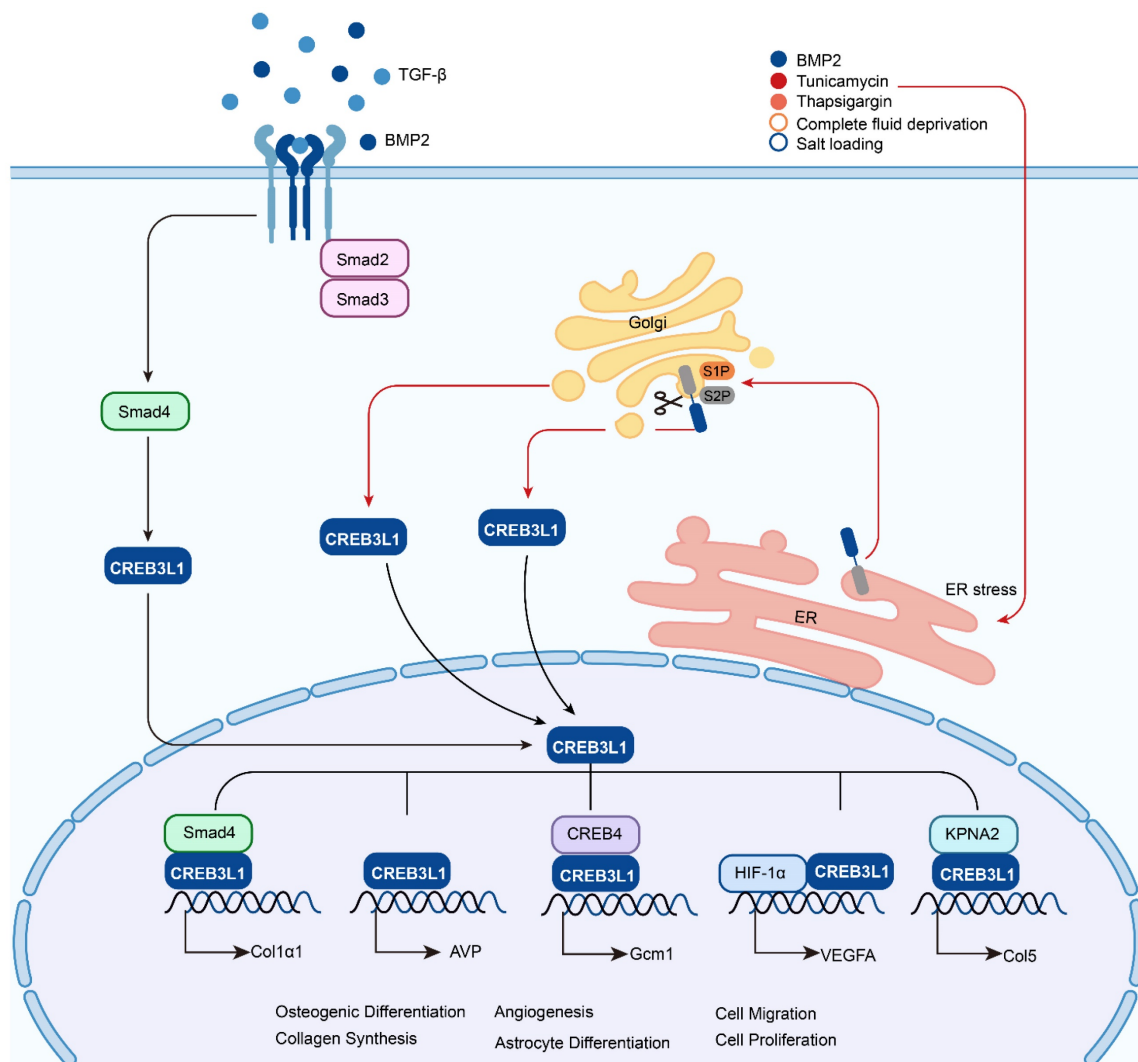 TGF-β
BMP2
BMP2
Tunicamycin
Thapsigargin
Complete fluid deprivation
Salt loading
Smad2
Smad3
Golgi
S1P
S2P
Smad4
CREB3L1
CREB3L1
CREB3L1
ER stress
ER
CREB3L1
Smad4
CREB3L1
Col1α1
CREB3L1
AVP
CREB4
CREB3L1
Gcm1
HIF-1α
CREB3L1
VEGFA
KPNA2
CREB3L1
Col5
Osteogenic Differentiation
Collagen Synthesis
Angiogenesis
Astrocyte Differentiation
Cell Migration
Cell Proliferation